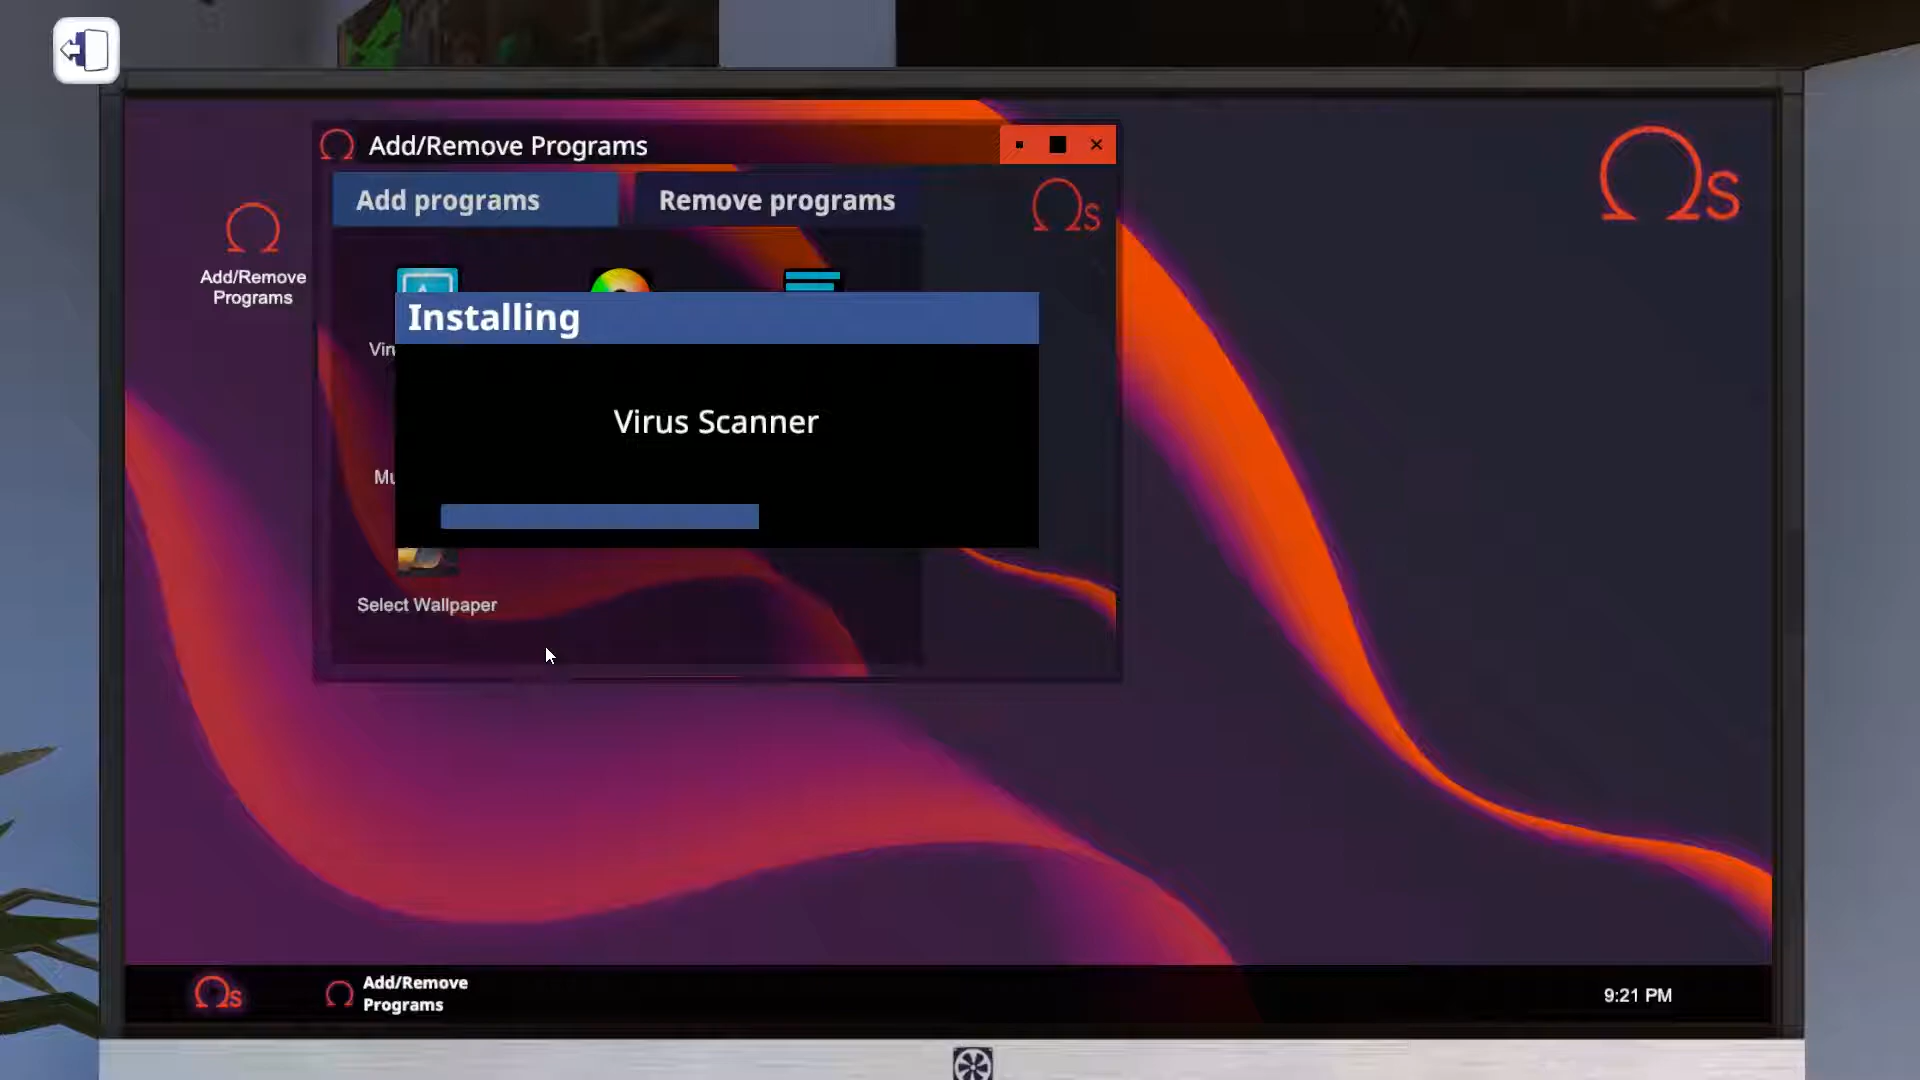 Add/Remove Programs
Add programs
Remove programs
Ωs
Ωs
Add/Remove
Programs
Installing
Virus Scanner
Select Wallpaper
Ωs
Add/Remove
Programs
9:21 PM